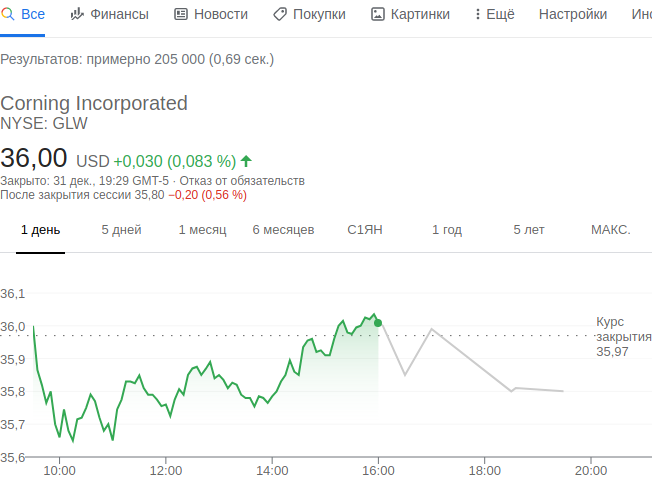 Все Финансы Новости Покупки Картинки Ещё Настройки Инс
Результатов: примерно 205 000 (0,69 сек.)
Corning Incorporated
NYSE: GLW
36,00 USD +0,030 (0,083 %)
Закрыто: 31 дек., 19:29 GMT-5 · Отказ от обязательств
После закрытия сессии 35,80 −0,20 (0,56 %)
1 день 5 дней 1 месяц 6 месяцев С1ЯН 1 год 5 лет МАКС.
36,1
36,0
35,9
35,8
35,7
35,6
Курс
закрытия
35,97
10:00 12:00 14:00 16:00 18:00 20:00